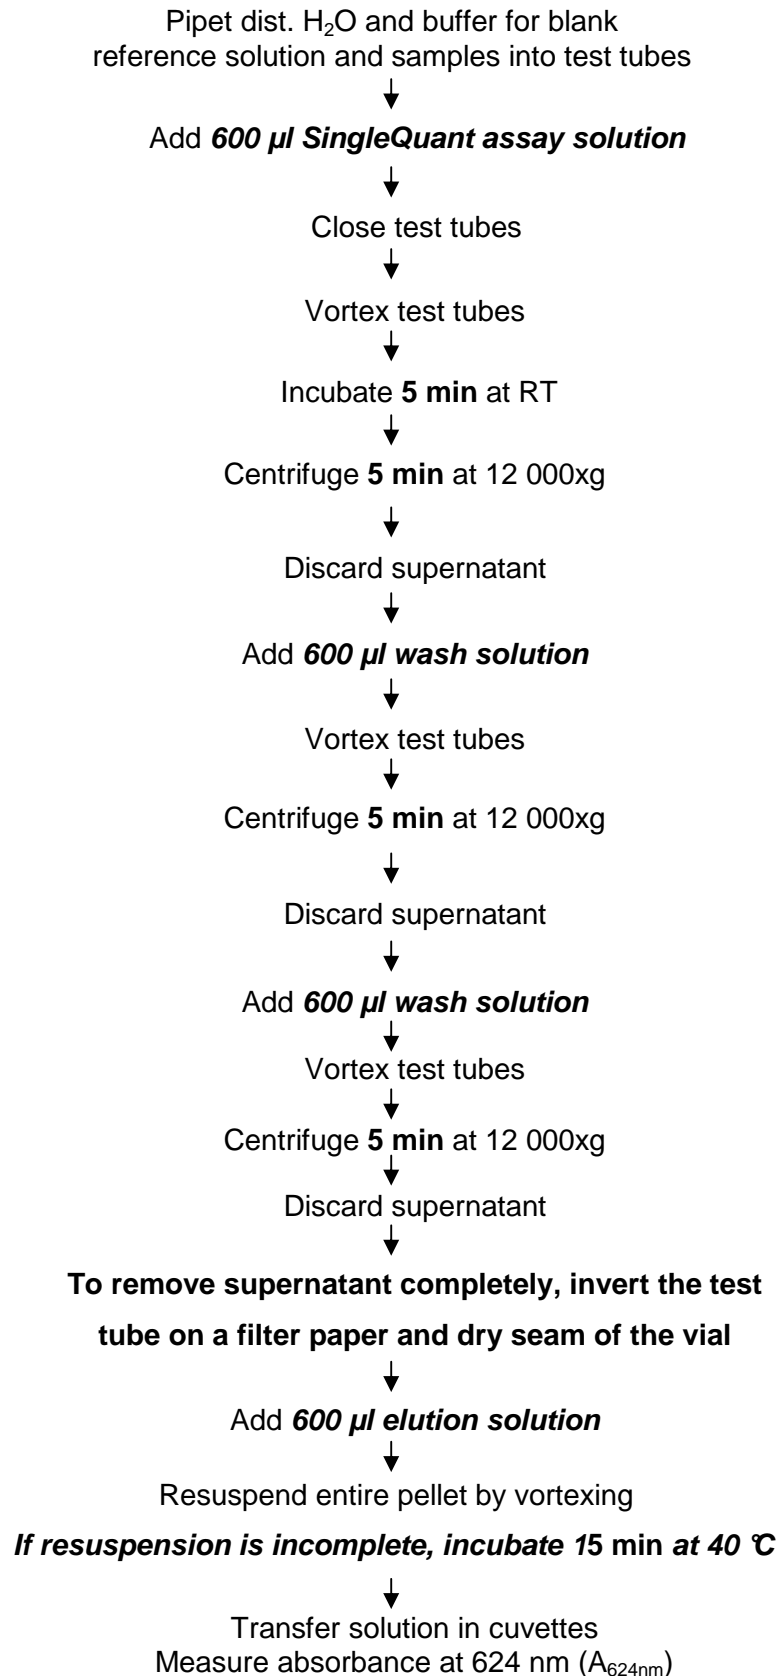 Pipet dist. H₂O and buffer for blank
reference solution and samples into test tubes
Add 600 µl SingleQuant assay solution
Close test tubes
Vortex test tubes
Incubate 5 min at RT
Centrifuge 5 min at 12 000xg
Discard supernatant
Add 600 µl wash solution
Vortex test tubes
Centrifuge 5 min at 12 000xg
Discard supernatant
Add 600 µl wash solution
Vortex test tubes
Centrifuge 5 min at 12 000xg
Discard supernatant
To remove supernatant completely, invert the test
tube on a filter paper and dry seam of the vial
Add 600 µl elution solution
Resuspend entire pellet by vortexing
If resuspension is incomplete, incubate 15 min at 40 °C
Transfer solution in cuvettes
Measure absorbance at 624 nm (A₆₂₄ₙₘ)